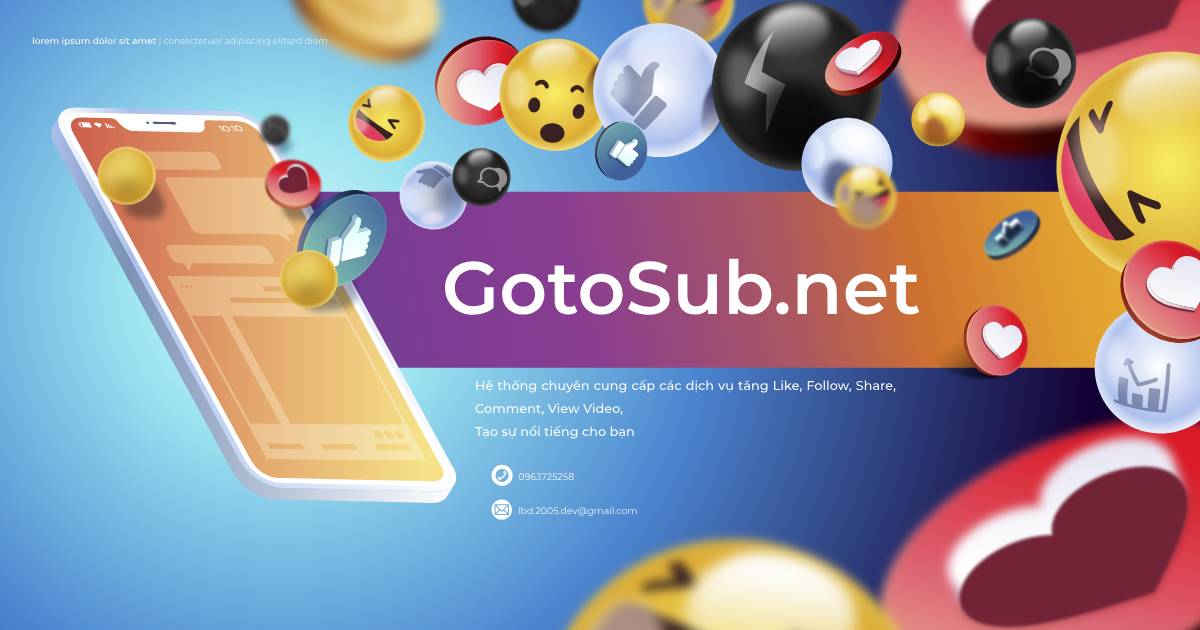 lorem ipsum dolor sit amet | consectetuer adipiscing elitsed diam
10:10
GotoSub.net
Hệ thống chuyên cung cấp các dịch vụ tăng Like, Follow, Share,
Comment, View Video,
Tạo sự nổi tiếng cho bạn
0963725258
lbd.2005.dev@gmail.com